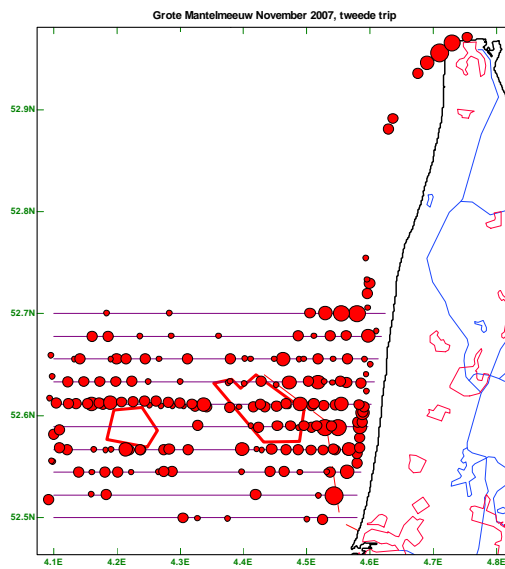 Grote Mantelmeeuw November 2007, tweede trip
52.9N
52.8N
52.7N
52.6N
52.5N
4.1E 4.2E 4.3E 4.4E 4.5E 4.6E 4.7E 4.8E